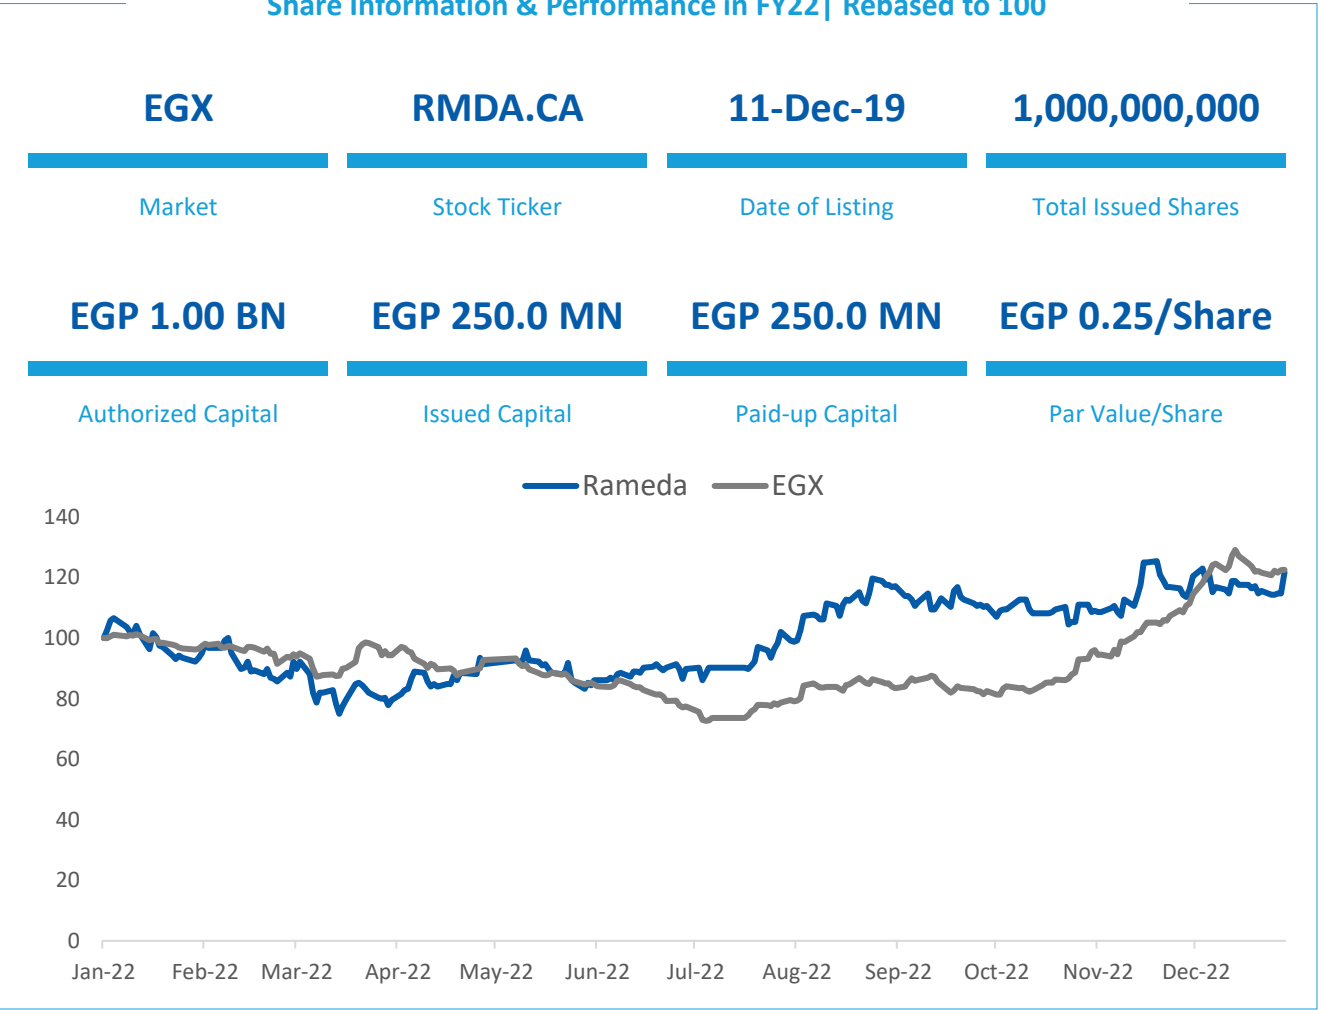 Share Information & Performance in FY22| Rebased to 100
EGX RMDA.CA 11-Dec-19 1,000,000,000
Market Stock Ticker Date of Listing Total Issued Shares
EGP 1.00 BN EGP 250.0 MN EGP 250.0 MN EGP 0.25/Share
Authorized Capital Issued Capital Paid-up Capital Par Value/Share
Rameda EGX
140
120
100
80
60
40
20
0
Jan-22 Feb-22 Mar-22 Apr-22 May-22 Jun-22 Jul-22 Aug-22 Sep-22 Oct-22 Nov-22 Dec-22